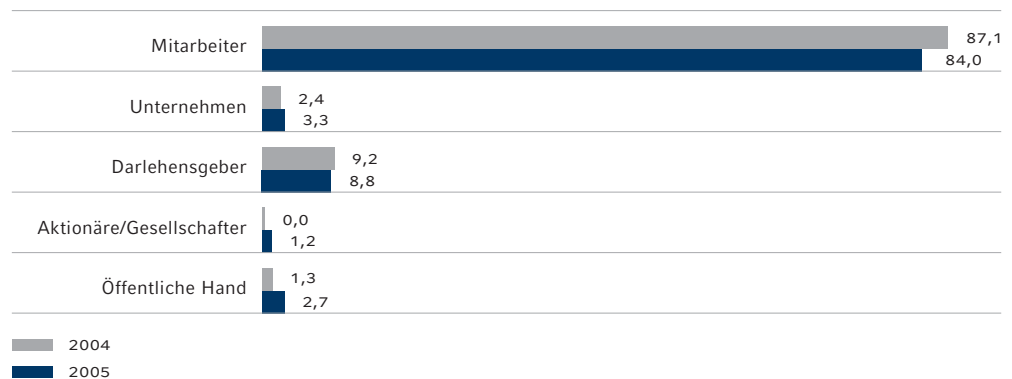 Mitarbeiter
87,1
84,0
Unternehmen
2,4
3,3
Darlehensgeber
9,2
8,8
Aktionäre/Gesellschafter
0,0
1,2
Öffentliche Hand
1,3
2,7
2004
2005